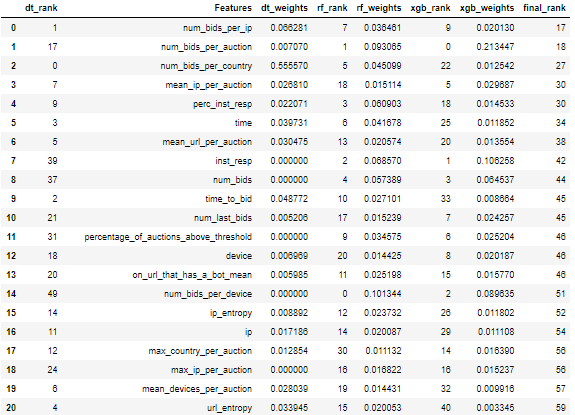 dt_rank Features dt_weights rf_rank rf_weights xgb_rank xgb_weights final_rank
0 1 num_bids_per_ip 0.066281 7 0.036461 9 0.020130 17
1 17 num_bids_per_auction 0.007070 1 0.093065 0 0.213447 18
2 0 num_bids_per_country 0.555570 5 0.045099 22 0.012542 27
3 7 mean_ip_per_auction 0.026810 18 0.015114 5 0.029687 30
4 9 perc_inst_resp 0.022071 3 0.060903 18 0.014533 30
5 3 time 0.039731 6 0.041678 25 0.011852 34
6 5 mean_url_per_auction 0.030475 13 0.020574 20 0.013554 38
7 39 inst_resp 0.000000 2 0.068570 1 0.106258 42
8 37 num_bids 0.000000 4 0.057389 3 0.064537 44
9 2 time_to_bid 0.048772 10 0.027101 33 0.008664 45
10 21 num_last_bids 0.005206 17 0.015239 7 0.024257 45
11 31 percentage_of_auctions_above_threshold 0.000000 9 0.034575 6 0.025204 46
12 18 device 0.006969 20 0.014425 8 0.020187 46
13 20 on_url_that_has_a_bot_mean 0.005985 11 0.025198 15 0.015770 46
14 49 num_bids_per_device 0.000000 0 0.101344 2 0.089635 51
15 14 ip_entropy 0.008892 12 0.023732 26 0.011802 52
16 11 ip 0.017186 14 0.020087 29 0.011108 54
17 12 max_country_per_auction 0.012854 30 0.011132 14 0.016390 56
18 24 max_ip_per_auction 0.000000 16 0.016822 16 0.015237 56
19 6 mean_devices_per_auction 0.028039 19 0.014431 32 0.009916 57
20 4 url_entropy 0.033945 15 0.020053 40 0.003345 59